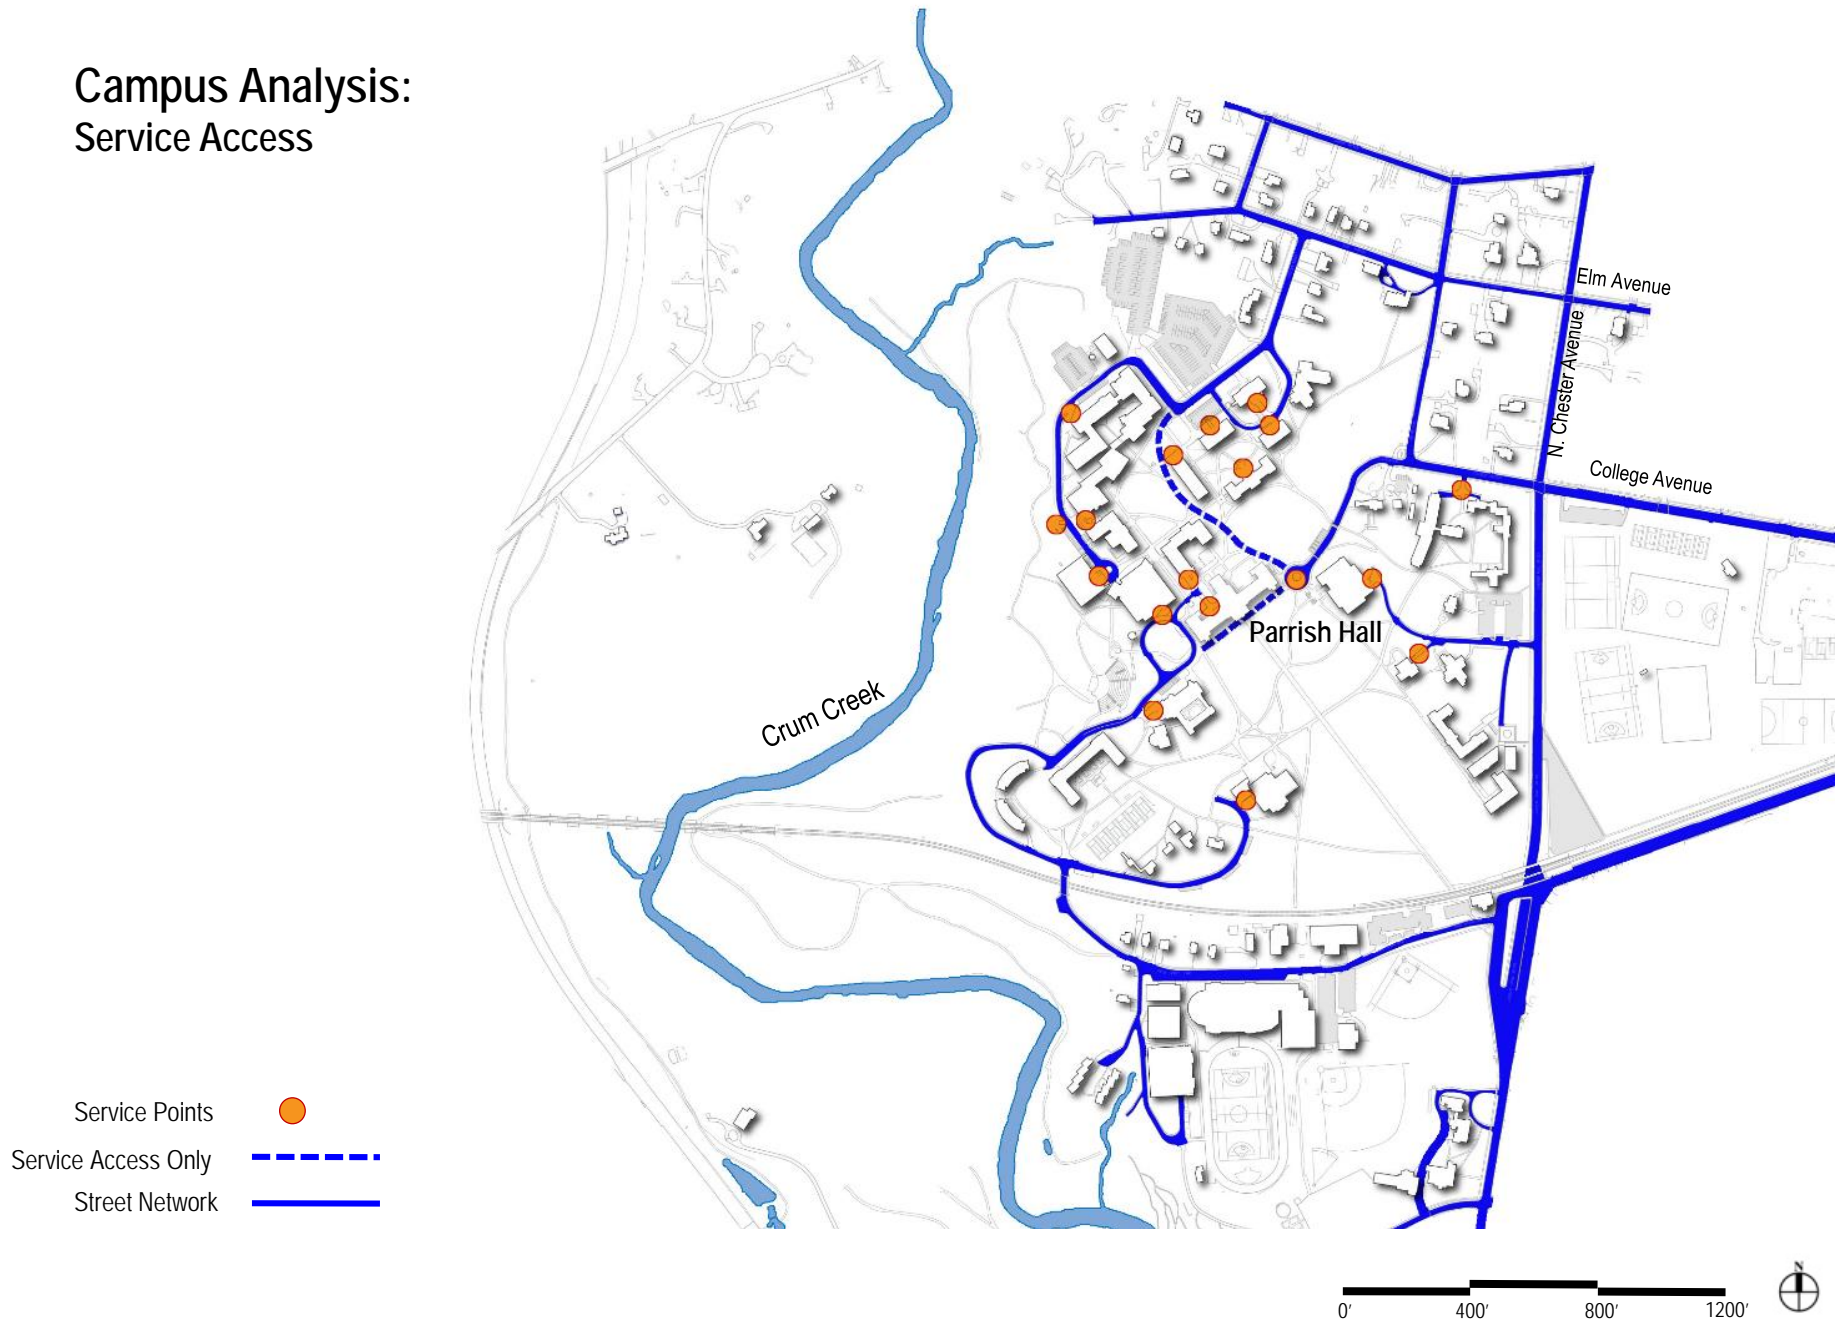 Campus Analysis:
Service Access
Elm Avenue
N. Chester Avenue
College Avenue
Parrish Hall
Crum Creek
Service Points
Service Access Only
Street Network
N
0'
400'
800'
1200'